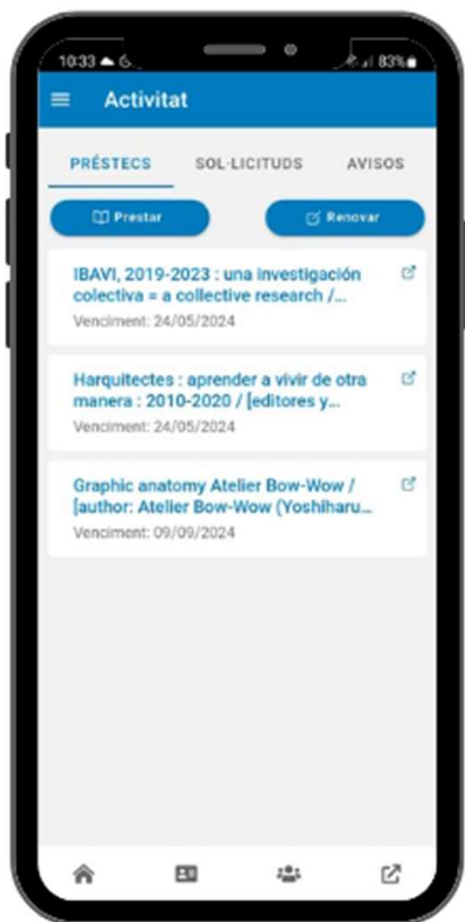 10:33
83%
Activitat
PRÉSTECS SOL·LICITUDS AVISOS
Prestar Renovar
IBAVI, 2019-2023 : una investigación
colectiva = a collective research /...
Venciment: 24/05/2024
Harquitectes : aprender a vivir de otra
manera : 2010-2020 / [editores y...
Venciment: 24/05/2024
Graphic anatomy Atelier Bow-Wow /
[author: Atelier Bow-Wow (Yoshiharu...
Venciment: 09/09/2024